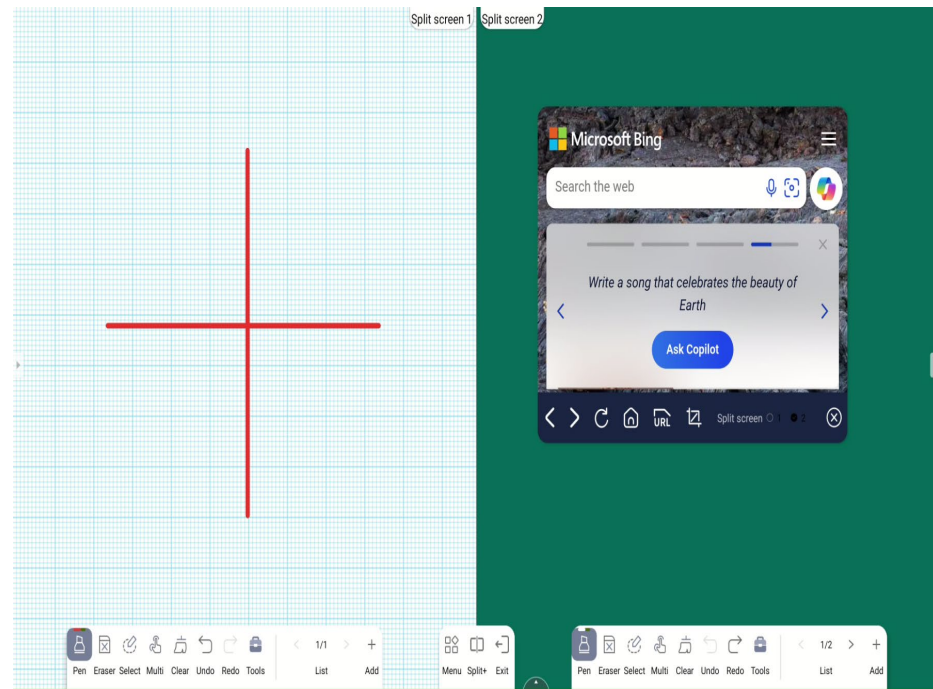 Split screen 1
Split screen 2
Microsoft Bing
Search the web
Write a song that celebrates the beauty of
Earth
Ask Copilot
URL
Split screen 1 2
1/1
Pen Eraser Select Multi Clear Undo Redo Tools List Add
Menu Split+ Exit
1/2
Pen Eraser Select Multi Clear Undo Redo Tools List Add